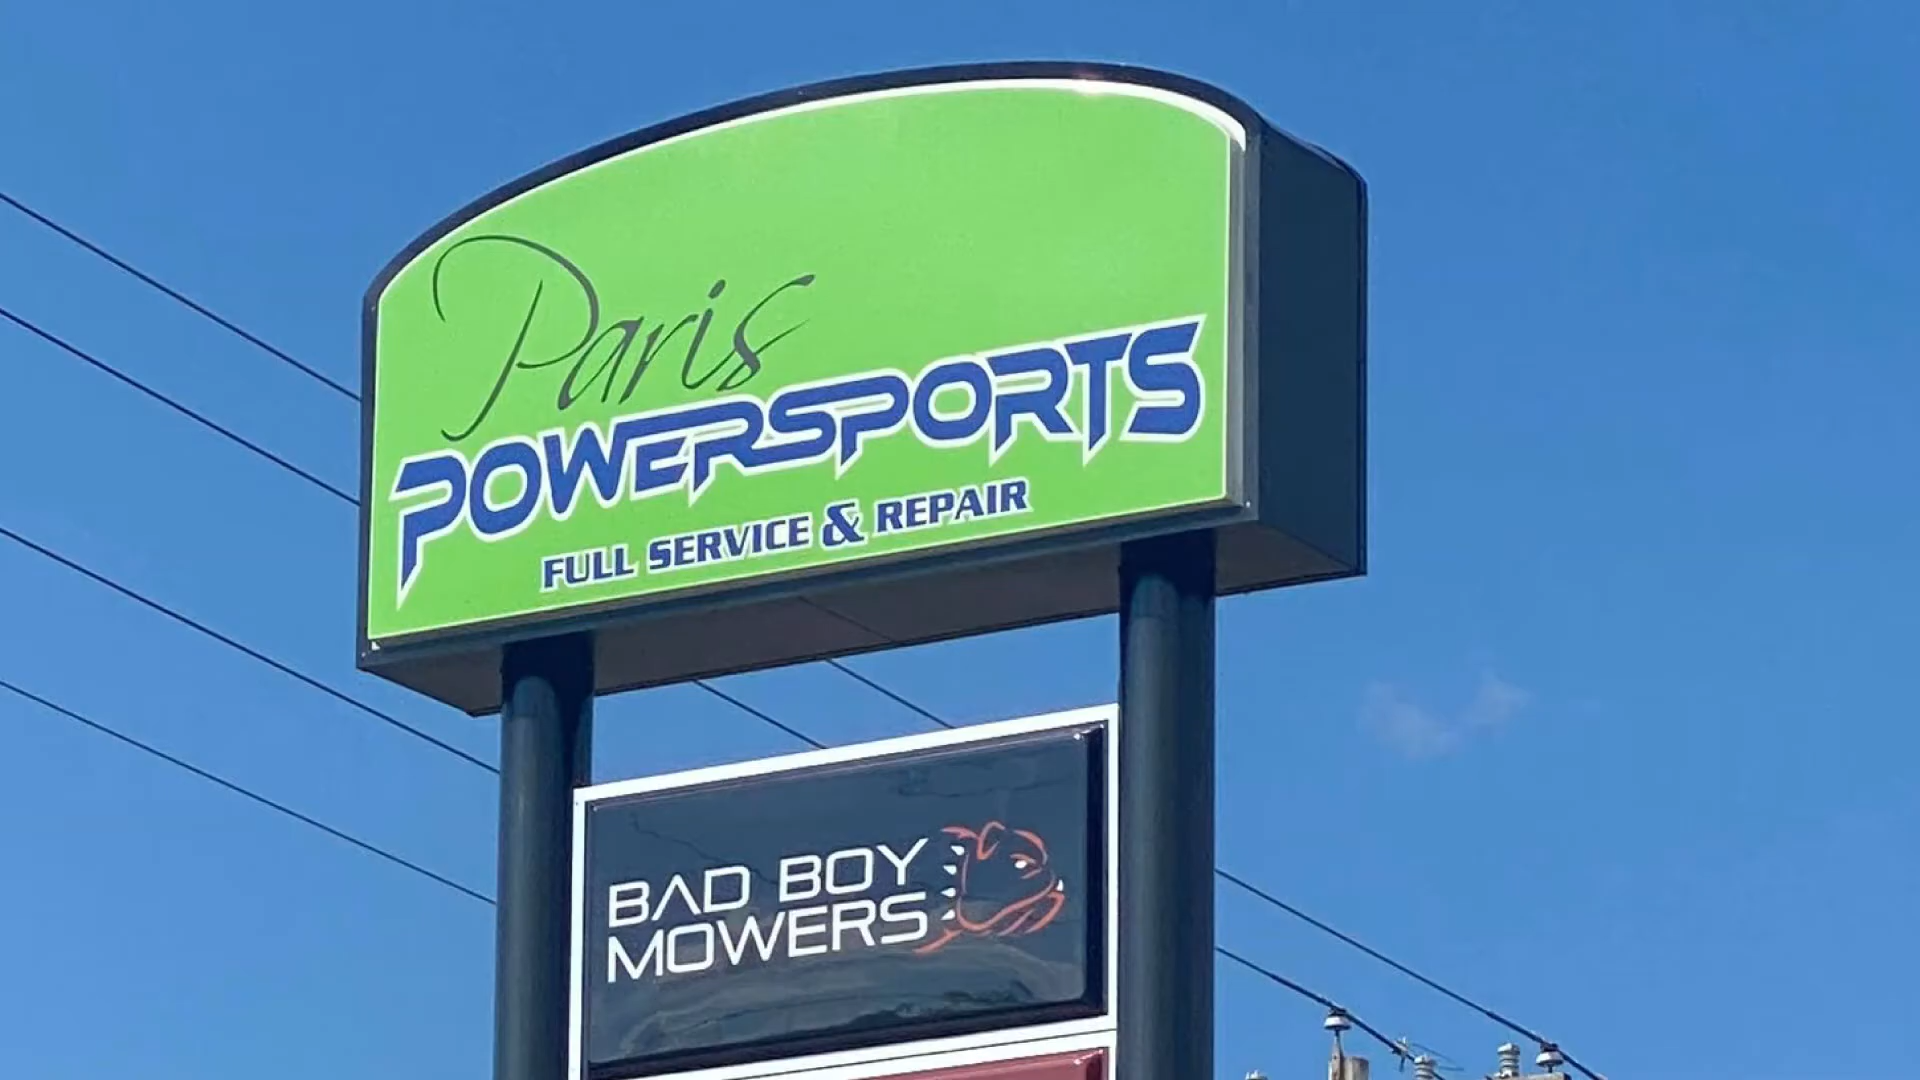 Paris
POWERSPORTS
FULL SERVICE & REPAIR
BAD BOY
MOWERS